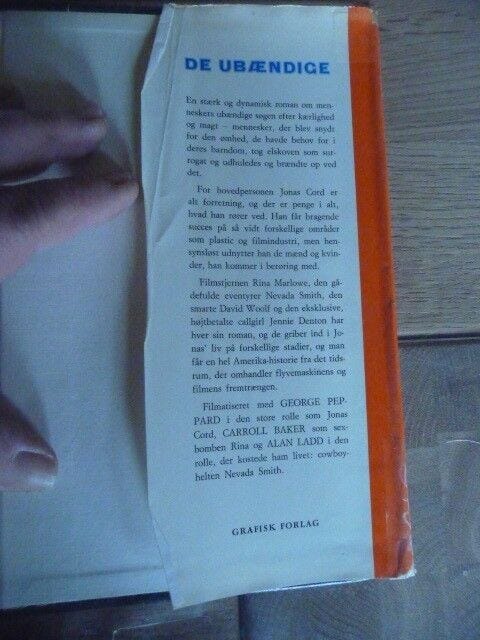 DE UBÆNDIGE
En stærk og dynamisk roman om men-
neskets ubændige søgen efter kærlighed
og magt – mennesker, der blev snydt
for den ømhed, de havde behov for i
deres barndom, tog elskoven som sur-
rogat og udhuledes og brændte op ved
det.
For hovedpersonen Jonas Cord er
alt forretning, og der er penge i alt,
hvad han rører ved. Han får bragende
succes på så vidt forskellige områder
som plastic og filmindustri, men hen-
synsløst udnytter han de mænd og kvin-
der, han kommer i berøring med.
Filmstjernen Rina Marlowe, den gå-
defulde eventyrer Nevada Smith, den
smarte David Woolf og den eksklusive,
højtbetalte callgirl Jennie Denton har
hver sin roman, og de griber ind i Jo-
nas' liv på forskellige stadier, og man
får en hel Amerika-historie fra det tids-
rum, det omhandler flyvemaskinens og
filmens fremtrængen.
Filmatiseret med GEORGE PEP-
PARD i den store rolle som Jonas
Cord, CARROLL BAKER som sex-
bomben Rina og ALAN LADD i den
rolle, der kostede ham livet: cowboy-
helten Nevada Smith.
GRAFISK FORLAG